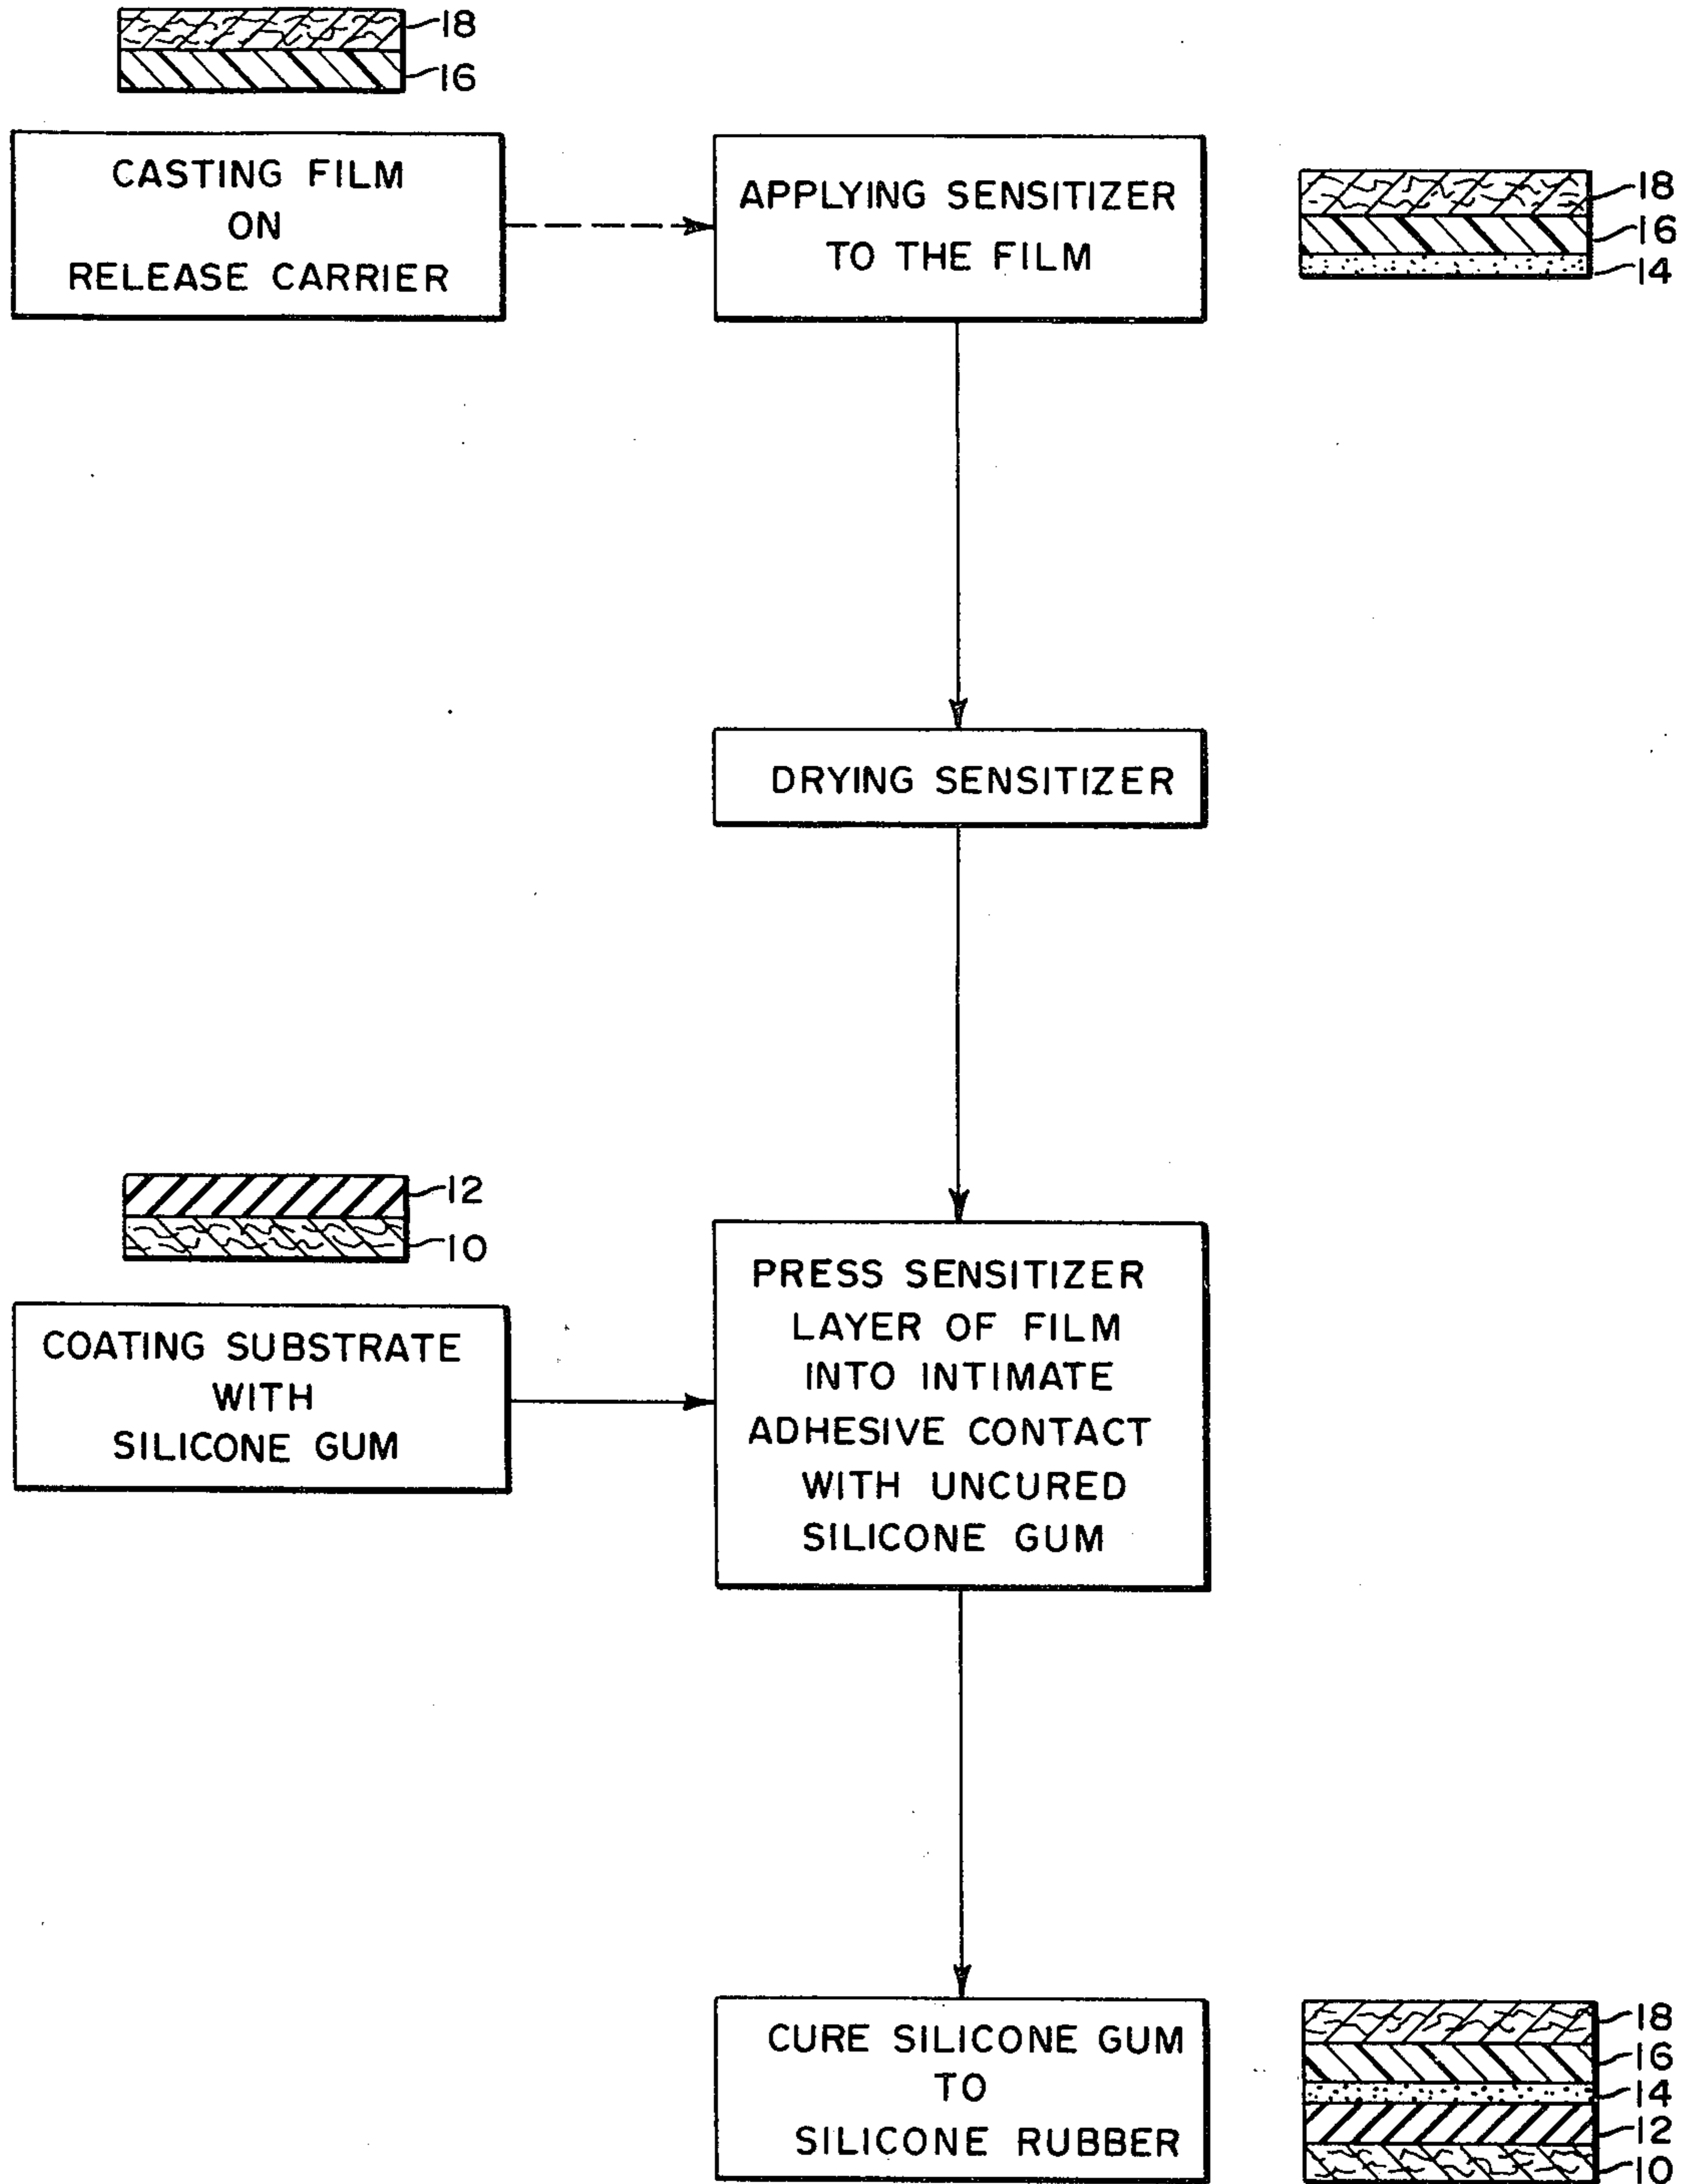 18
16
CASTING FILM
ON
RELEASE CARRIER
APPLYING SENSITIZER
TO THE FILM
18
16
14
DRYING SENSITIZER
12
10
COATING SUBSTRATE
WITH
SILICONE GUM
PRESS SENSITIZER
LAYER OF FILM
INTO INTIMATE
ADHESIVE CONTACT
WITH UNCURED
SILICONE GUM
CURE SILICONE GUM
TO
SILICONE RUBBER
18
16
14
12
10